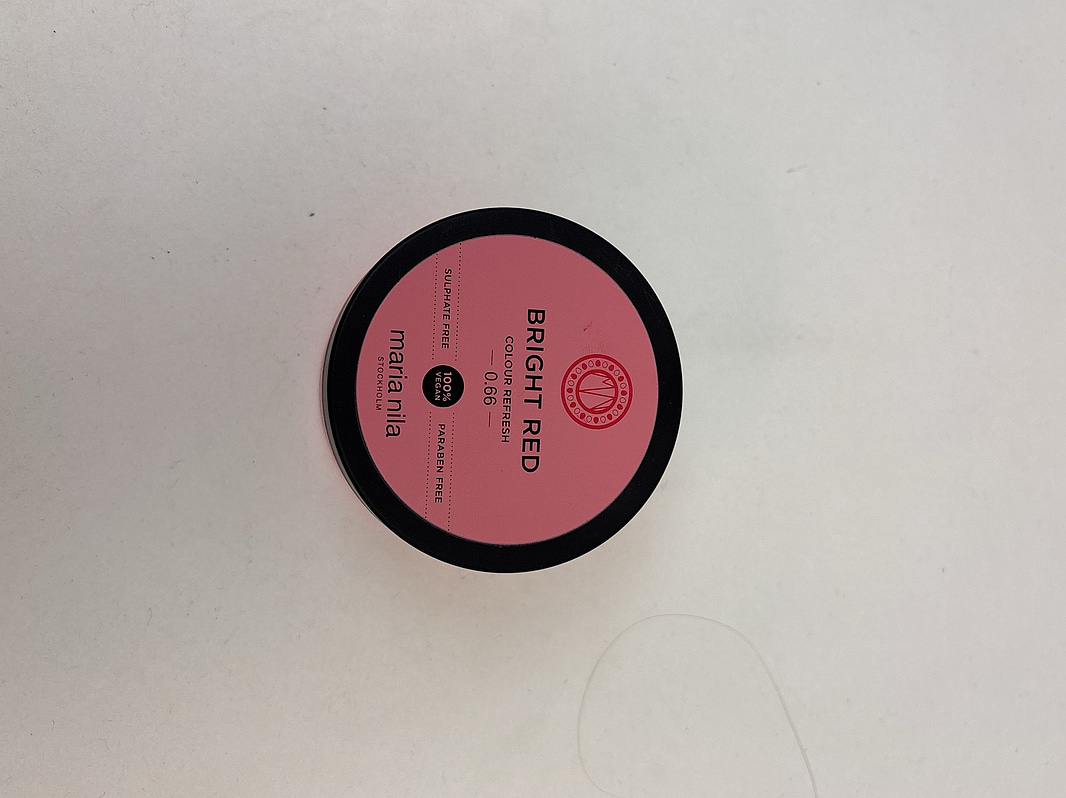 BRIGHT RED
COLOUR REFRESH
— 0.66 —
SULPHATE FREE
100%
VEGAN
PARABEN FREE
maria nila
STOCKHOLM